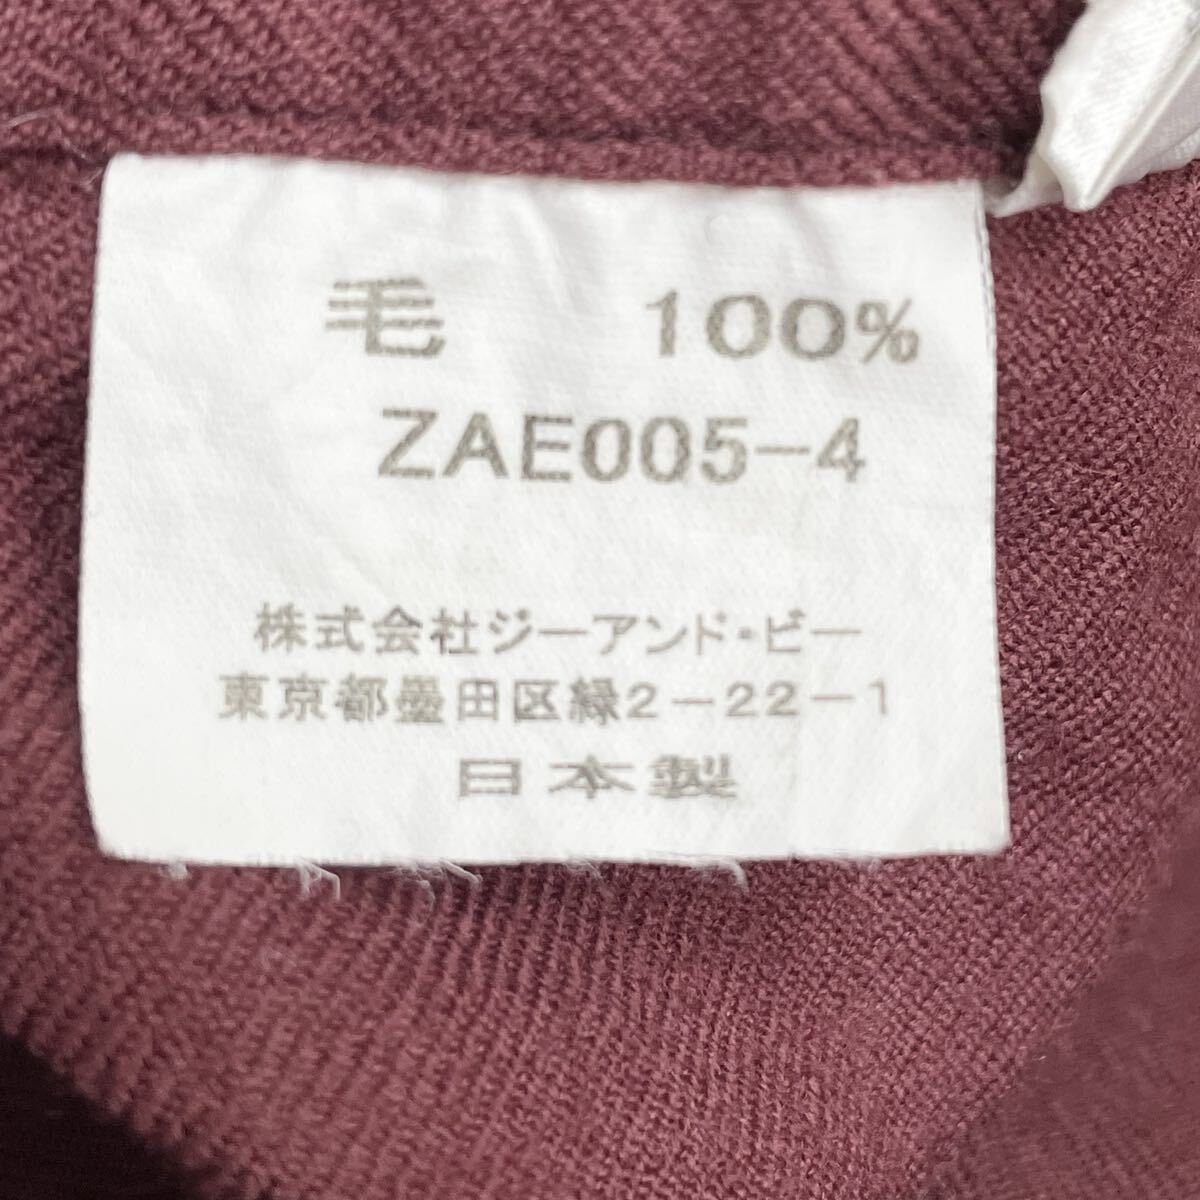 毛 100%
ZAE005-4
株式会社ジーアンド・ビー
東京都墨田区緑2-22-1
日本製